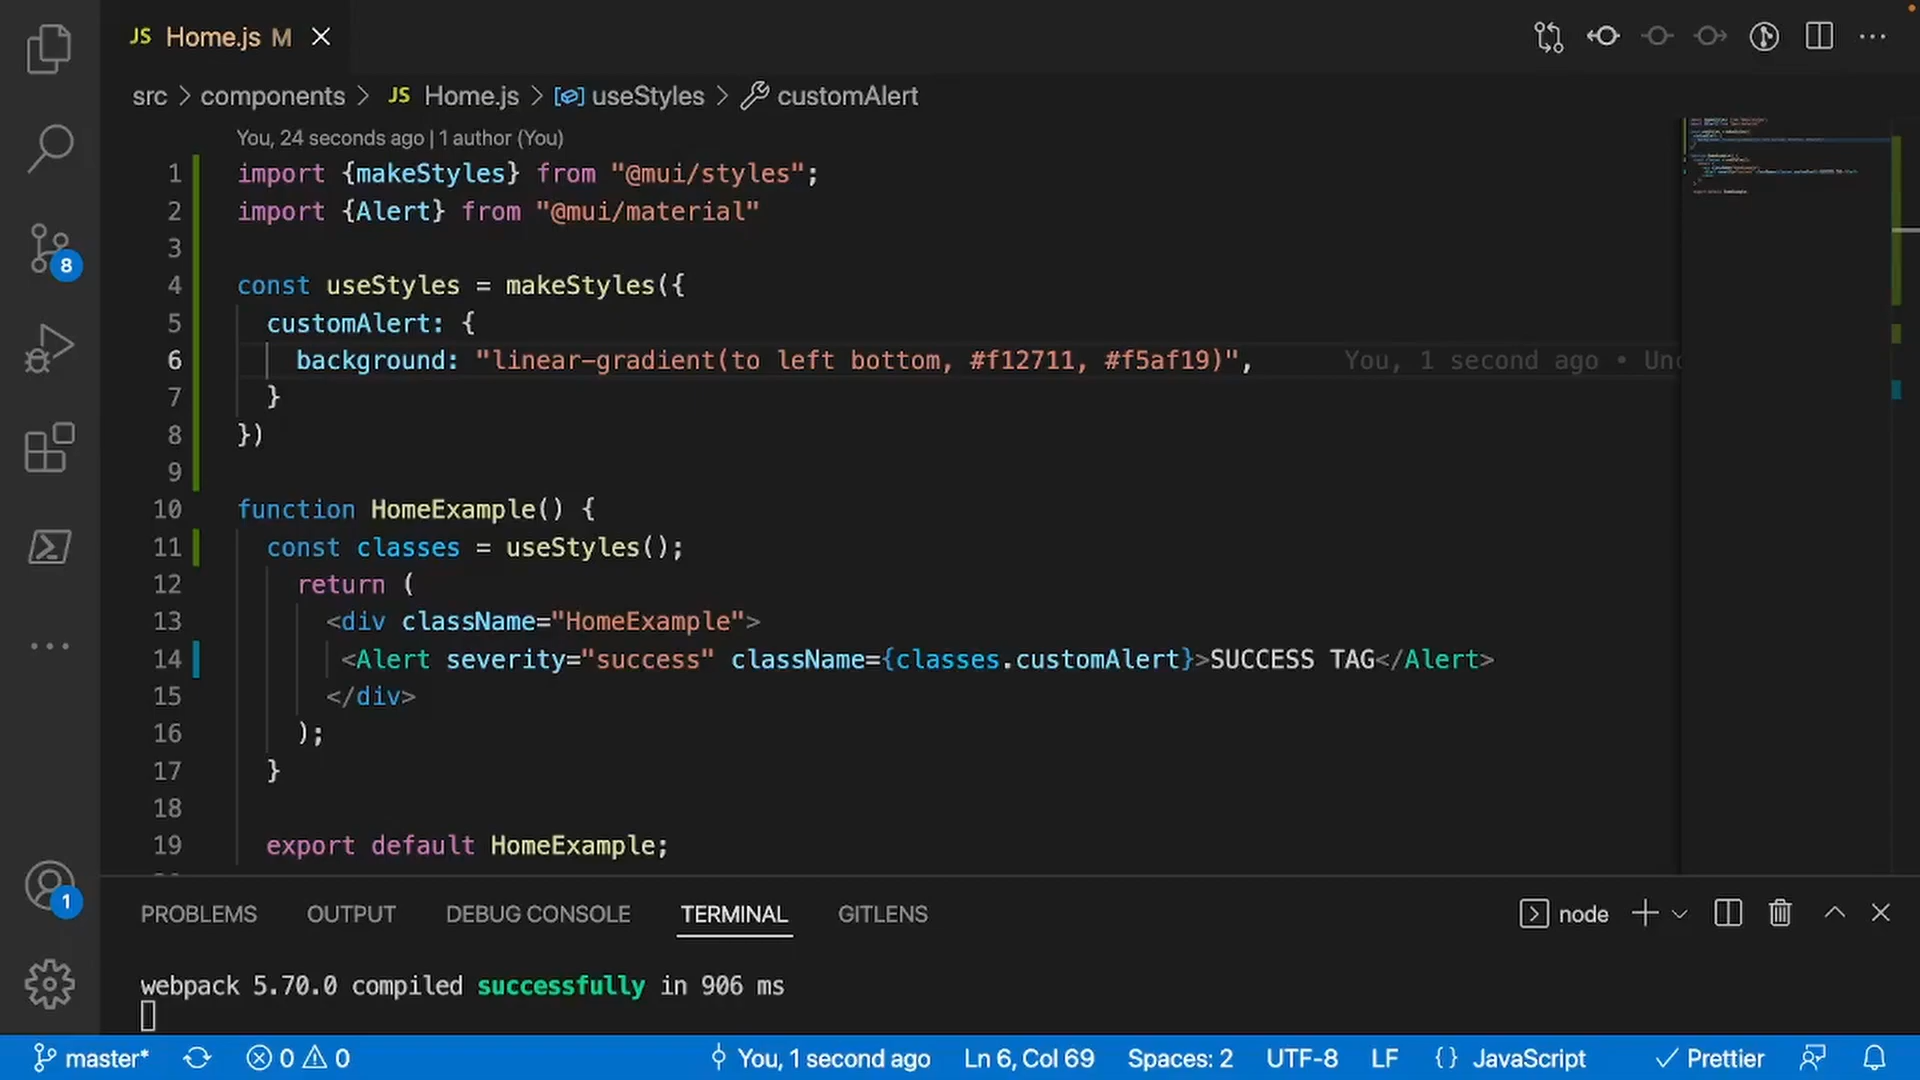 JS Home.js M
src > components > JS Home.js > useStyles > customAlert
You, 24 seconds ago | 1 author (You)
1 import {makeStyles} from "@mui/styles";
2 import {Alert} from "@mui/material"
3
4 const useStyles = makeStyles({
5 customAlert: {
6 background: "linear-gradient(to left bottom, #f12711, #f5af19)", You, 1 second ago • Unc
7 }
8 })
9
10 function HomeExample() {
11 const classes = useStyles();
12 return (
13 <div className="HomeExample">
14 <Alert severity="success" className={classes.customAlert}>SUCCESS TAG</Alert>
15 </div>
16 );
17 }
18
19 export default HomeExample;
8
1
PROBLEMS OUTPUT DEBUG CONSOLE TERMINAL GITLENS node
webpack 5.70.0 compiled successfully in 906 ms
master* 0 0 You, 1 second ago Ln 6, Col 69 Spaces: 2 UTF-8 LF {} JavaScript Prettier